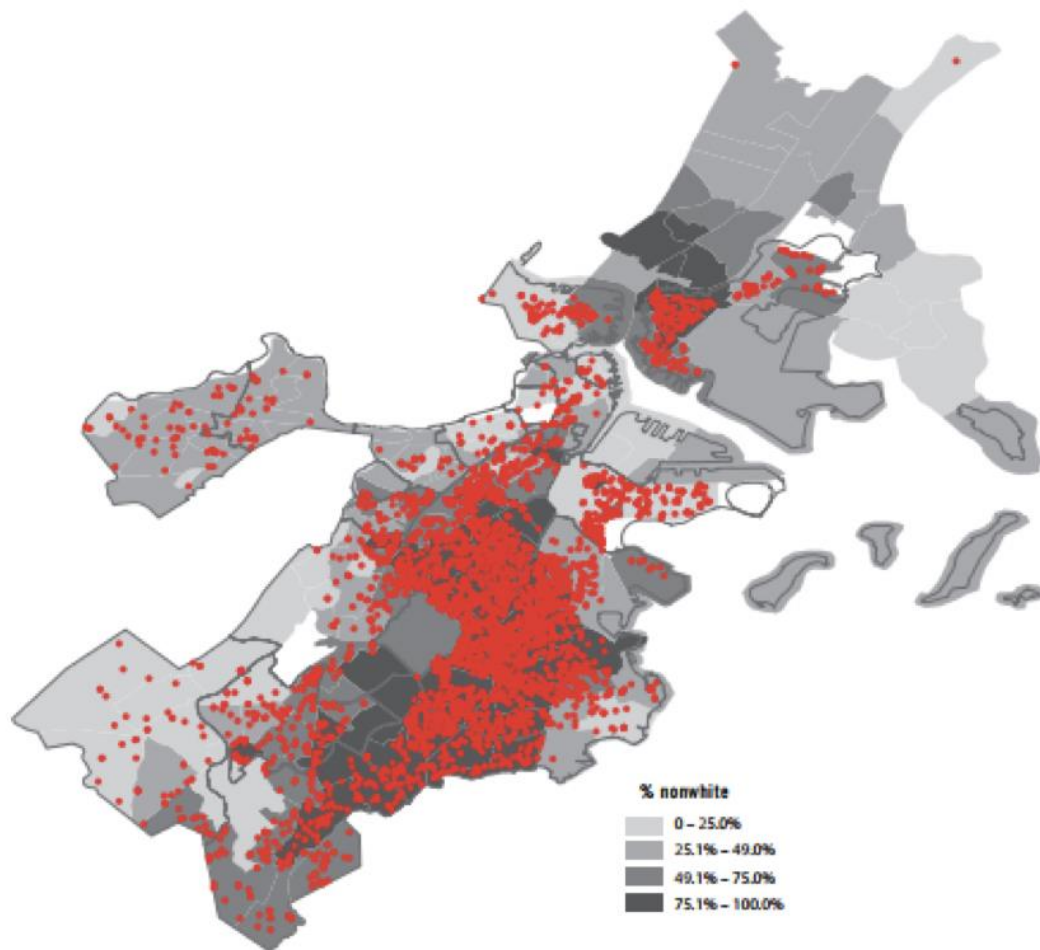 % nonwhite
0 – 25.0%
25.1% – 49.0%
49.1% – 75.0%
75.1% – 100.0%